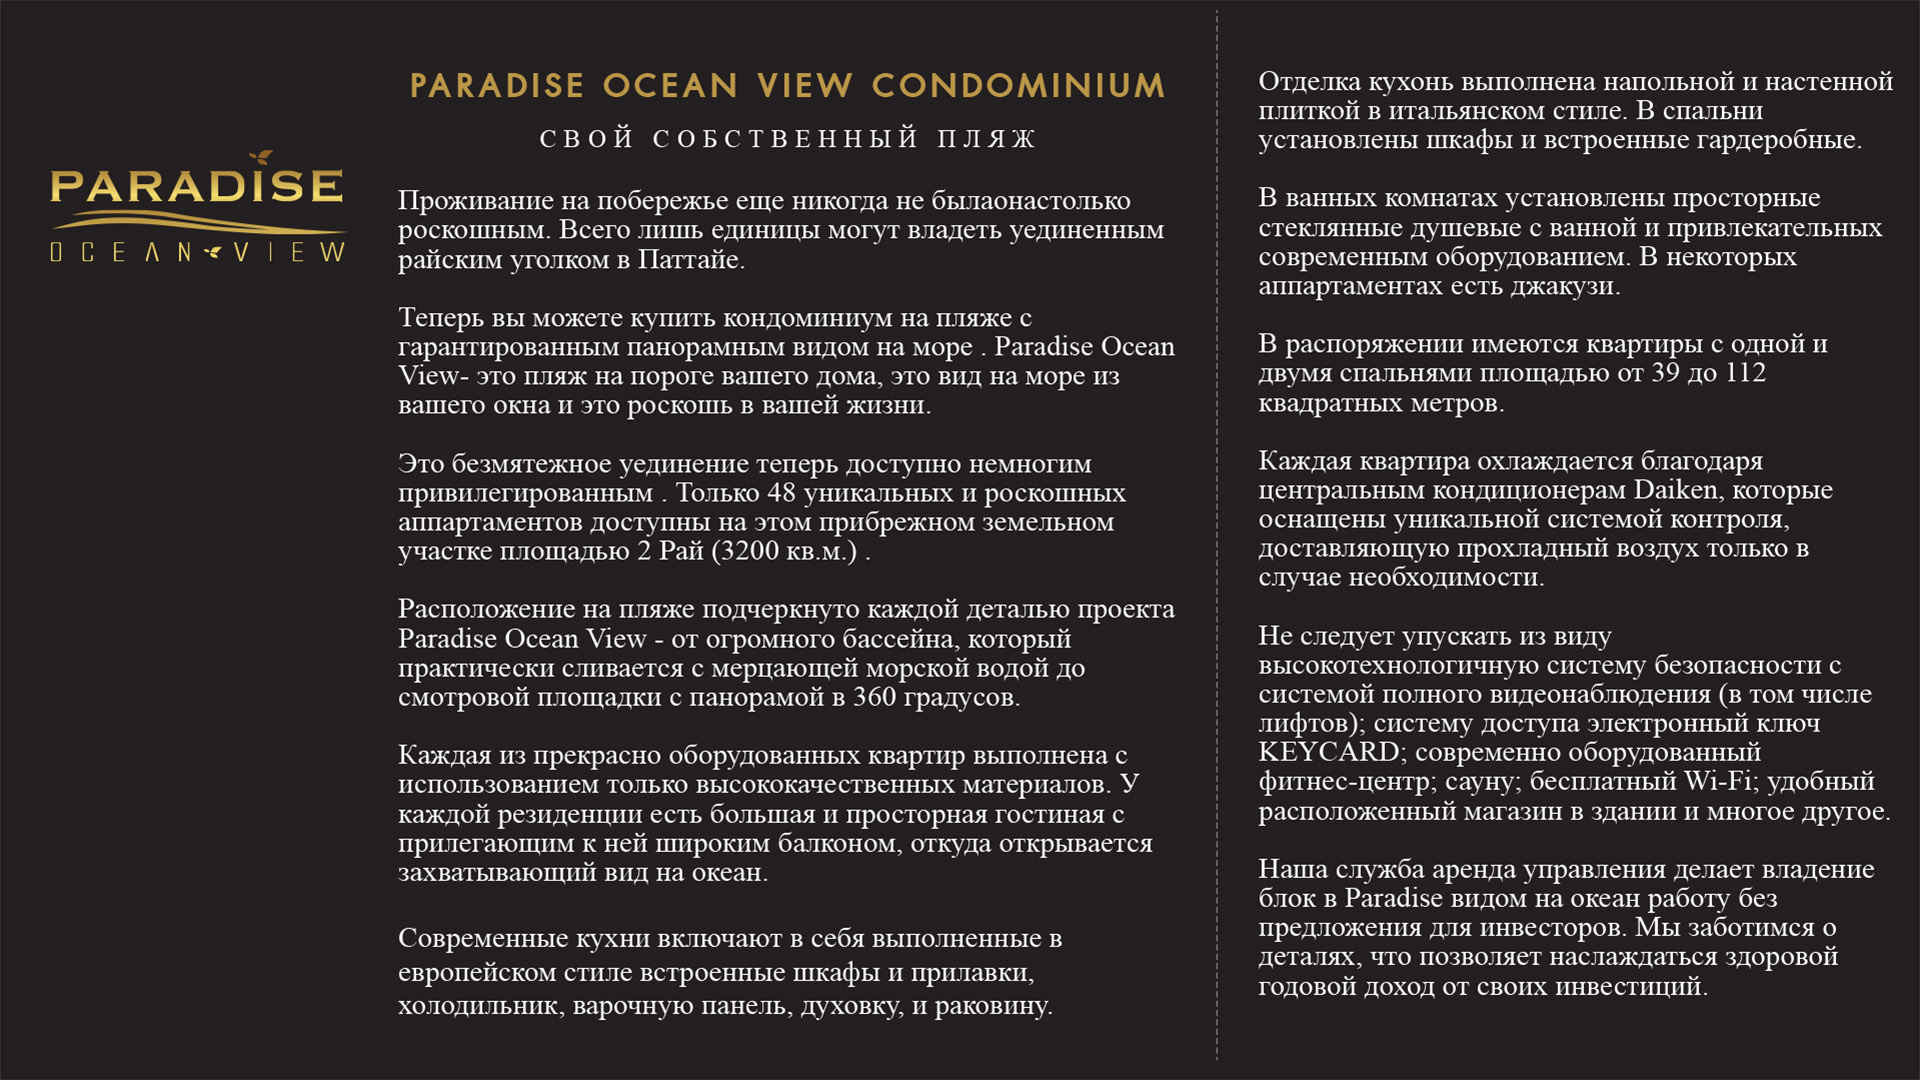 PARADISE
OCEAN VIEW
PARADISE OCEAN VIEW CONDOMINIUM
СВОЙ СОБСТВЕННЫЙ ПЛЯЖ
Проживание на побережье еще никогда не былаонастолько
роскошным. Всего лишь единицы могут владеть уединенным
райским уголком в Паттайе.
Теперь вы можете купить кондоминиум на пляже с
гарантированным панорамным видом на море . Paradise Ocean
View- это пляж на пороге вашего дома, это вид на море из
вашего окна и это роскошь в вашей жизни.
Это безмятежное уединение теперь доступно немногим
привилегированным . Только 48 уникальных и роскошных
аппартаментов доступны на этом прибрежном земельном
участке площадью 2 Рай (3200 кв.м.) .
Расположение на пляже подчеркнуто каждой деталью проекта
Paradise Ocean View - от огромного бассейна, который
практически сливается с мерцающей морской водой до
смотровой площадки с панорамой в 360 градусов.
Каждая из прекрасно оборудованных квартир выполнена с
использованием только высококачественных материалов. У
каждой резиденции есть большая и просторная гостиная с
прилегающим к ней широким балконом, откуда открывается
захватывающий вид на океан.
Современные кухни включают в себя выполненные в
европейском стиле встроенные шкафы и прилавки,
холодильник, варочную панель, духовку, и раковину.
Отделка кухонь выполнена напольной и настенной
плиткой в итальянском стиле. В спальни
установлены шкафы и встроенные гардеробные.
В ванных комнатах установлены просторные
стеклянные душевые с ванной и привлекательных
современным оборудованием. В некоторых
аппартаментах есть джакузи.
В распоряжении имеются квартиры с одной и
двумя спальнями площадью от 39 до 112
квадратных метров.
Каждая квартира охлаждается благодаря
центральным кондиционерам Daiken, которые
оснащены уникальной системой контроля,
доставляющую прохладный воздух только в
случае необходимости.
Не следует упускать из виду
высокотехнологичную систему безопасности с
системой полного видеонаблюдения (в том числе
лифтов); систему доступа электронный ключ
KEYCARD; современно оборудованный
фитнес-центр; сауну; бесплатный Wi-Fi; удобный
расположенный магазин в здании и многое другое.
Наша служба аренда управления делает владение
блок в Paradise видом на океан работу без
предложения для инвесторов. Мы заботимся о
деталях, что позволяет наслаждаться здоровой
годовой доход от своих инвестиций.